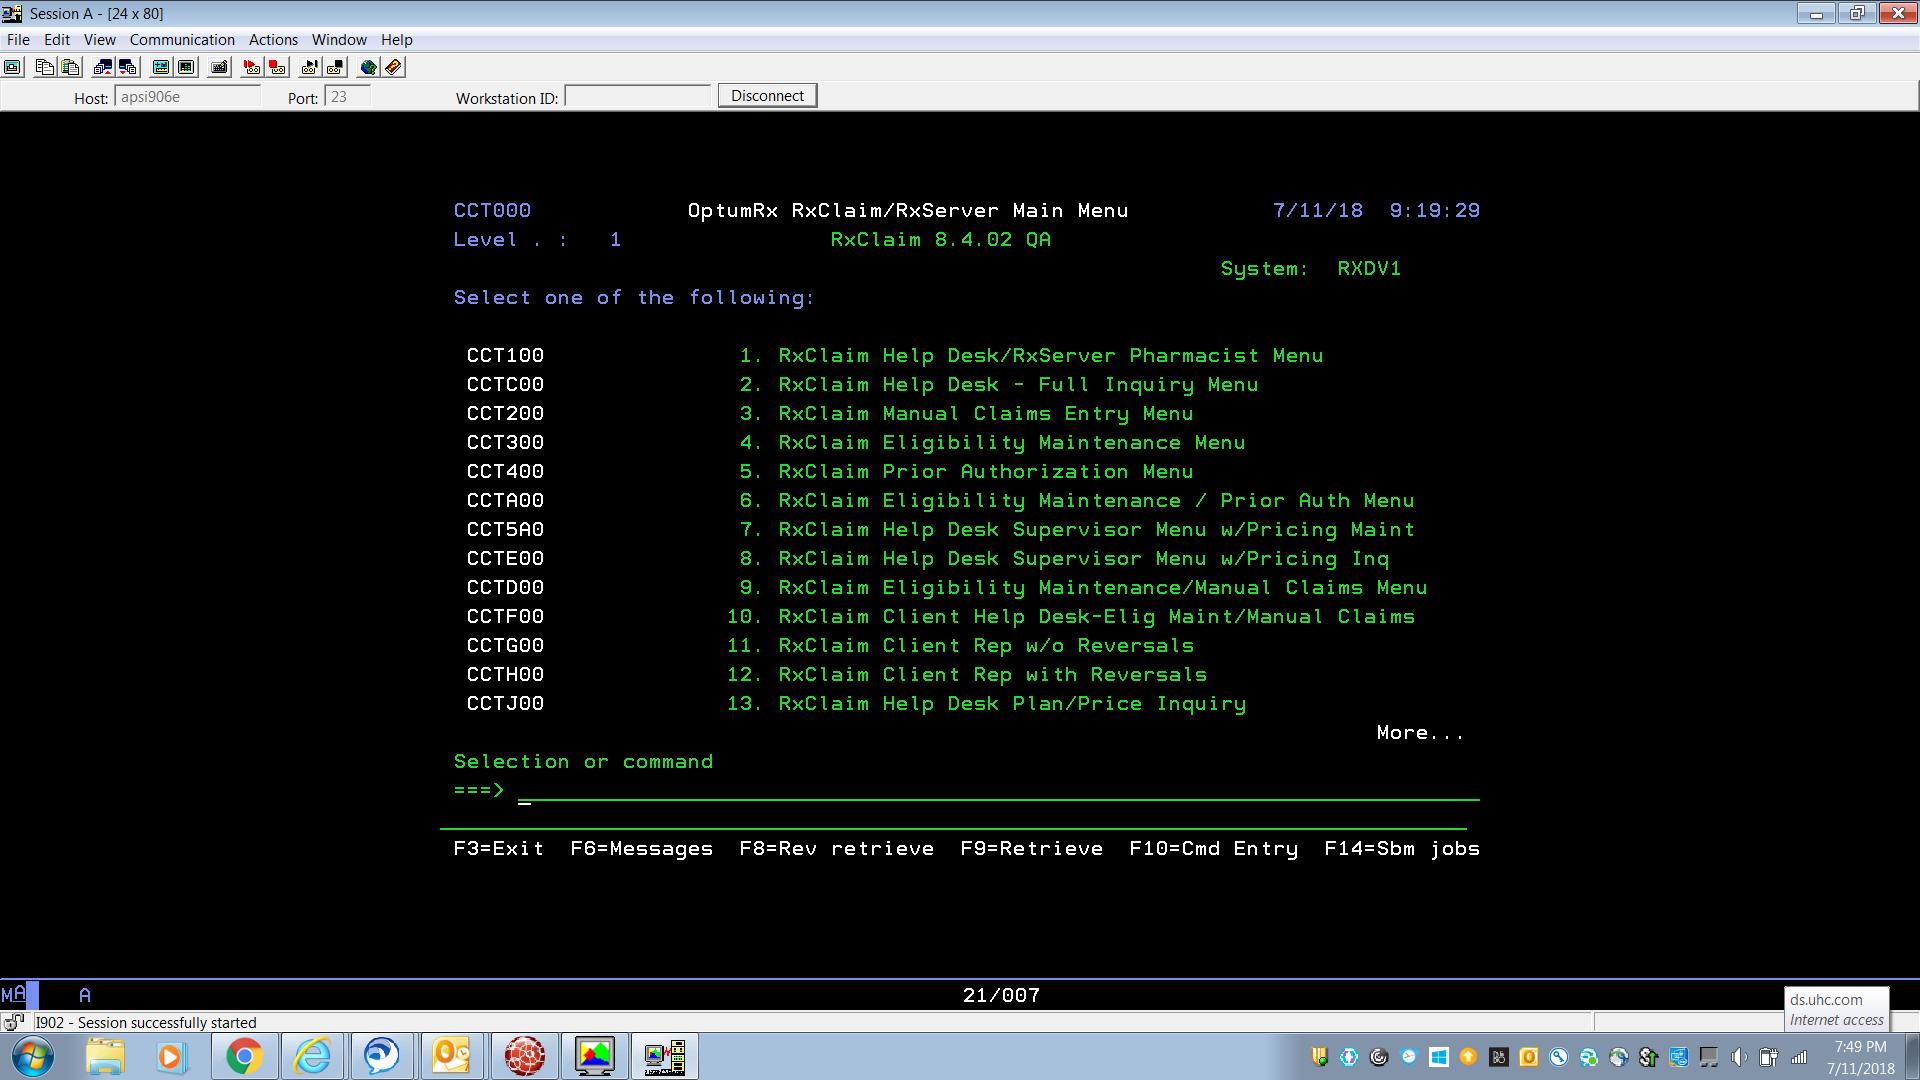 Session A - [24 x 80]
File Edit View Communication Actions Window Help
Host: apsi906e Port: 23 Workstation ID: Disconnect
CCT000 OptumRx RxClaim/RxServer Main Menu 7/11/18 9:19:29
Level . : 1 RxClaim 8.4.02 QA
System: RXDV1
Select one of the following:
CCT100 1. RxClaim Help Desk/RxServer Pharmacist Menu
CCTC00 2. RxClaim Help Desk - Full Inquiry Menu
CCT200 3. RxClaim Manual Claims Entry Menu
CCT300 4. RxClaim Eligibility Maintenance Menu
CCT400 5. RxClaim Prior Authorization Menu
CCTA00 6. RxClaim Eligibility Maintenance / Prior Auth Menu
CCT5A0 7. RxClaim Help Desk Supervisor Menu w/Pricing Maint
CCTE00 8. RxClaim Help Desk Supervisor Menu w/Pricing Inq
CCTD00 9. RxClaim Eligibility Maintenance/Manual Claims Menu
CCTF00 10. RxClaim Client Help Desk-Elig Maint/Manual Claims
CCTG00 11. RxClaim Client Rep w/o Reversals
CCTH00 12. RxClaim Client Rep with Reversals
CCTJ00 13. RxClaim Help Desk Plan/Price Inquiry
More...
Selection or command
===> _
F3=Exit F6=Messages F8=Rev retrieve F9=Retrieve F10=Cmd Entry F14=Sbm jobs
MA A 21/007
ds.uhc.com
Internet access
I902 - Session successfully started
7:49 PM
7/11/2018